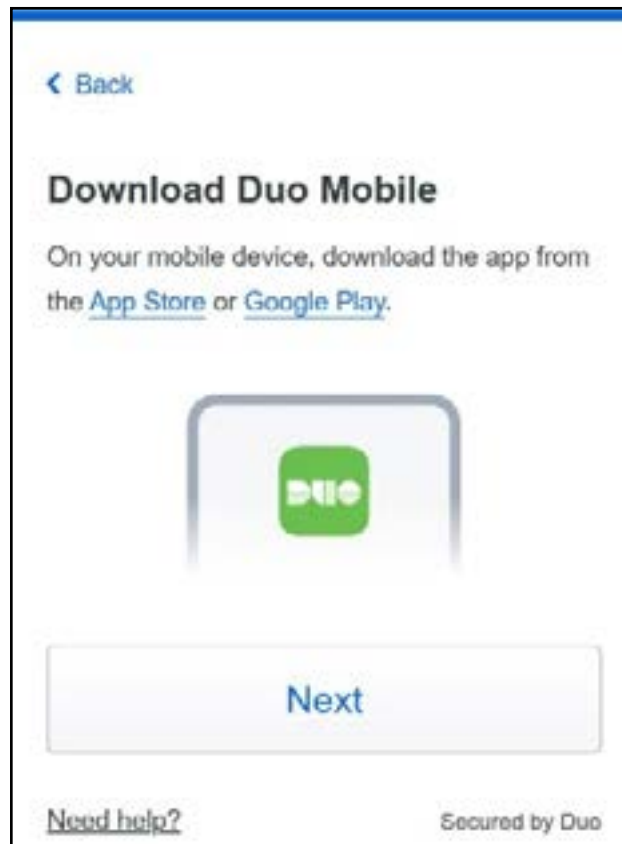 Back
Download Duo Mobile
On your mobile device, download the app from
the App Store or Google Play.
DUO
Next
Need help?
Secured by Duo